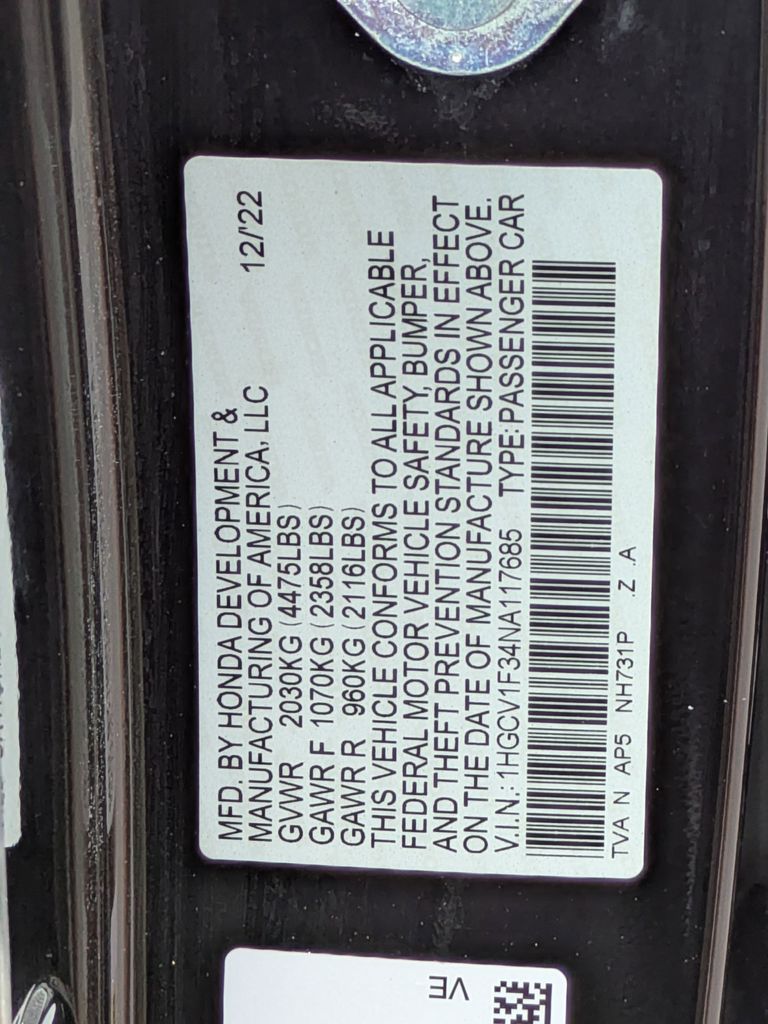 MFD. BY HONDA DEVELOPMENT &
MANUFACTURING OF AMERICA, LLC 12/'22
GVWR 2030KG (4475LBS)
GAWR F 1070KG (2358LBS)
GAWR R 960KG (2116LBS)
THIS VEHICLE CONFORMS TO ALL APPLICABLE
FEDERAL MOTOR VEHICLE SAFETY, BUMPER,
AND THEFT PREVENTION STANDARDS IN EFFECT
ON THE DATE OF MANUFACTURE SHOWN ABOVE.
V.I.N.: 1HGCV1F34NA117685 TYPE:PASSENGER CAR
TVA N AP5 NH731P .Z .A
VE